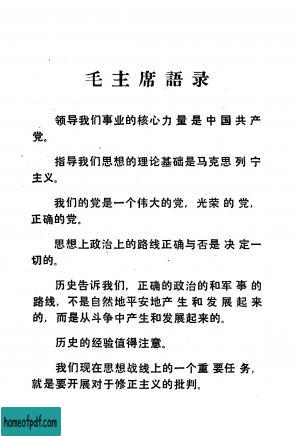 毛主席語录
领导我们事业的核心力量是中国共产
党。
指导我们思想的理论基础是马克思列宁
主义。
我们的党是一个伟大的党，光荣的党，
正确的党。
思想上政治上的路线正确与否是决定一
切的。
历史告诉我们，正确的政治的和军事的
路线，不是自然地平安地产生和发展起来
的，而是从斗争中产生和发展起来的。
历史的经验值得注意。
我们现在思想战线上的一个重要任务，
就是要开展对于修正主义的批判。
homeofpdf.com